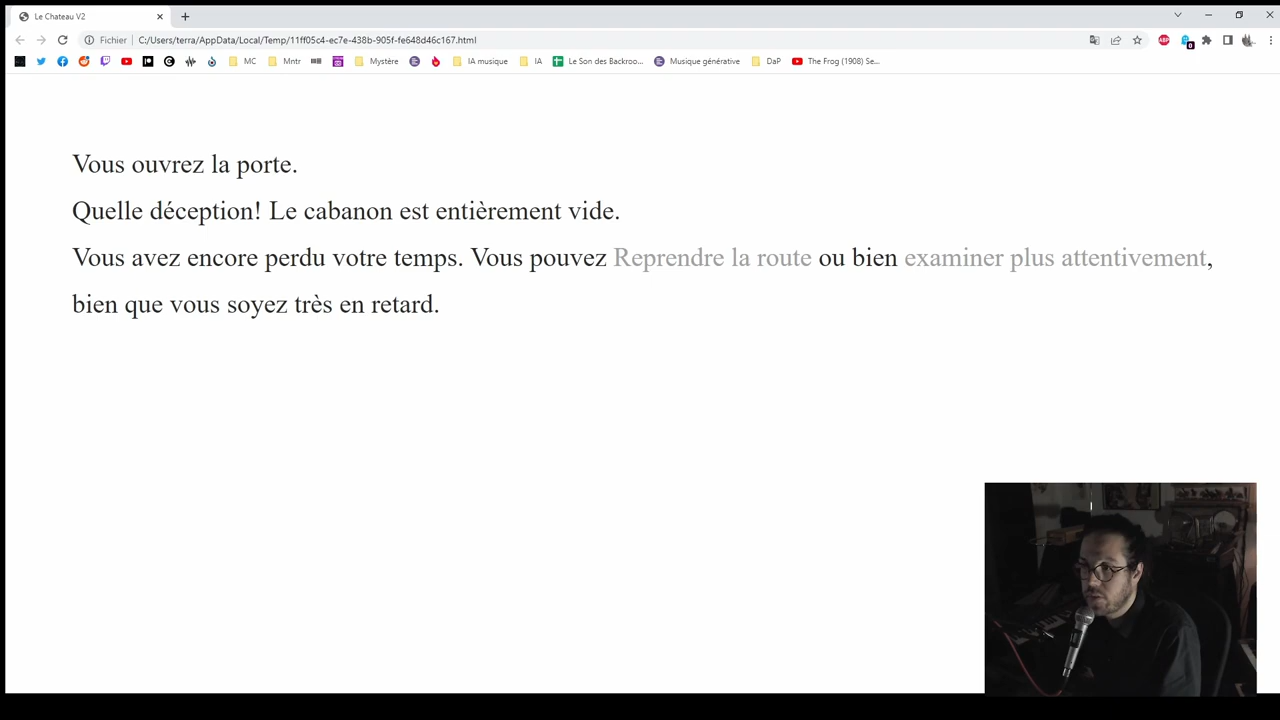 Le Chateau V2
Fichier C:/Users/terra/AppData/Local/Temp/11ff05c4-ec7e-438b-905f-fe648d46c167.html
MC Mntr Mystère IA musique IA Le Son des Backroo... Musique générative DaP The Frog (1908) Se...
Vous ouvrez la porte.
Quelle déception! Le cabanon est entièrement vide.
Vous avez encore perdu votre temps. Vous pouvez Reprendre la route ou bien examiner plus attentivement,
bien que vous soyez très en retard.